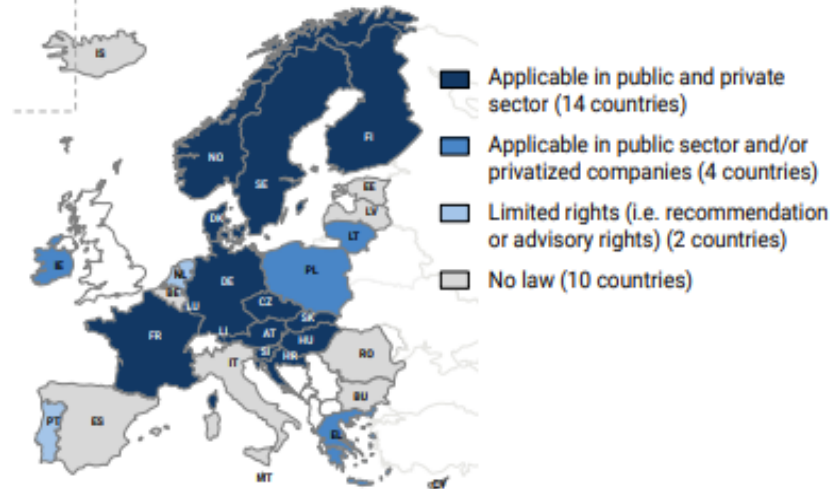 IS
FI
NO
SE
EE
LV
DK
LT
IE
NL
PL
DE
BE
LU
CZ
SK
FR
LI
AT
HU
SI
HR
IT
RO
BU
PT
ES
EL
MT
CY
Applicable in public and private
sector (14 countries)
Applicable in public sector and/or
privatized companies (4 countries)
Limited rights (i.e. recommendation
or advisory rights) (2 countries)
No law (10 countries)